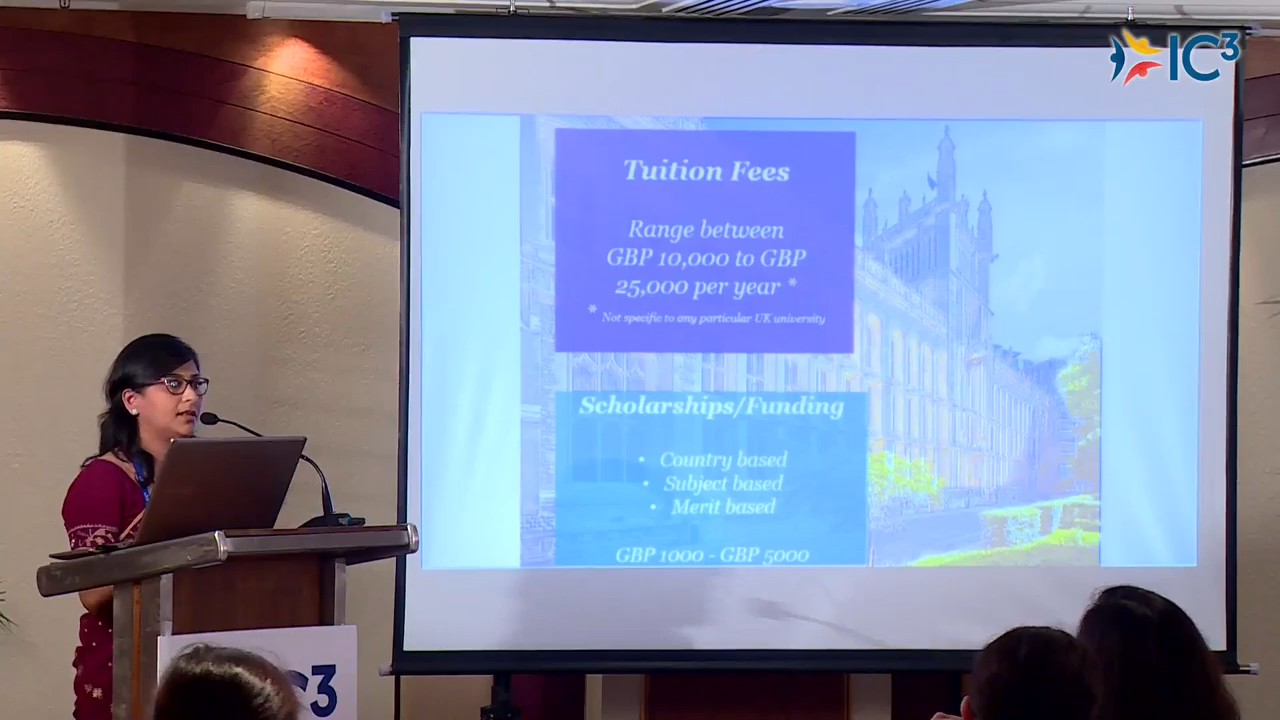 IC³
Tuition Fees
Range between
GBP 10,000 to GBP
25,000 per year *
* Not specific to any particular UK university
Scholarships/Funding
• Country based
• Subject based
• Merit based
GBP 1000 - GBP 5000
C³